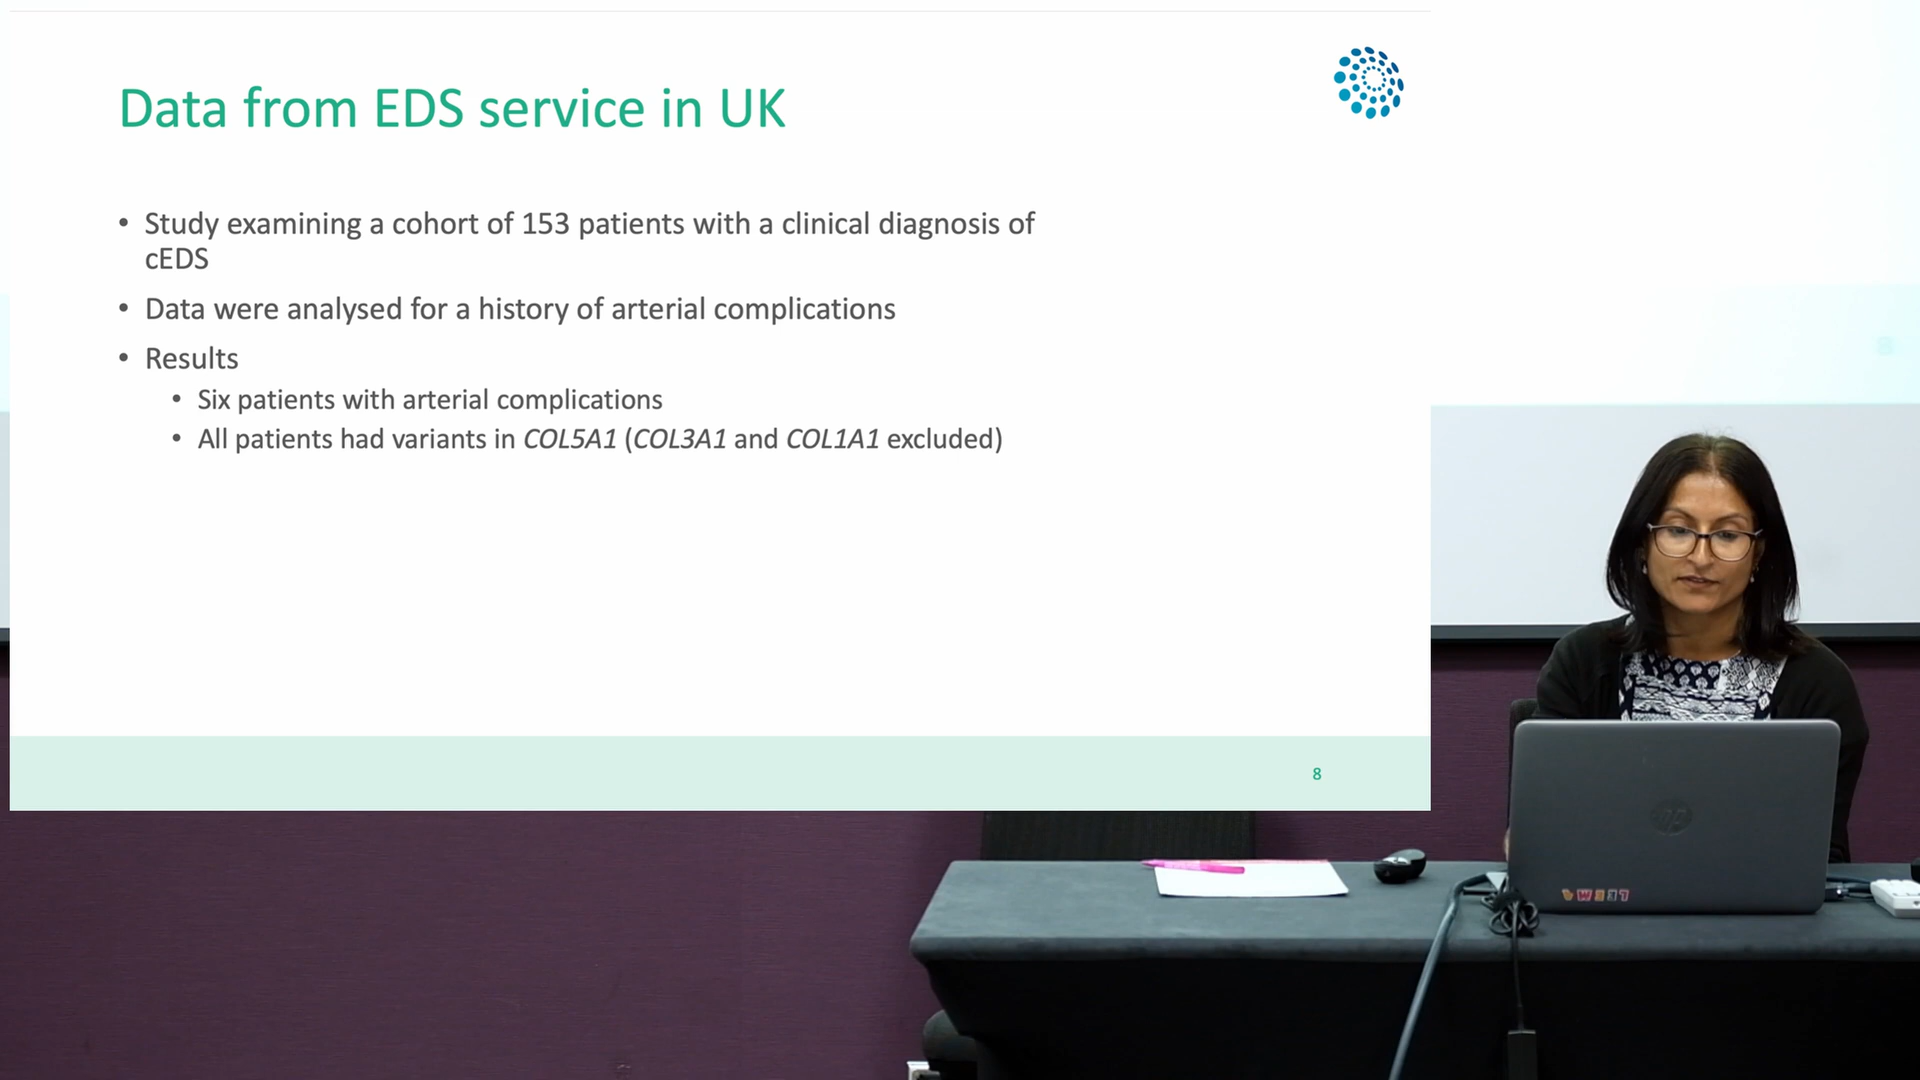 Data from EDS service in UK
• Study examining a cohort of 153 patients with a clinical diagnosis of
cEDS
• Data were analysed for a history of arterial complications
• Results
• Six patients with arterial complications
• All patients had variants in COL5A1 (COL3A1 and COL1A1 excluded)
8
hp